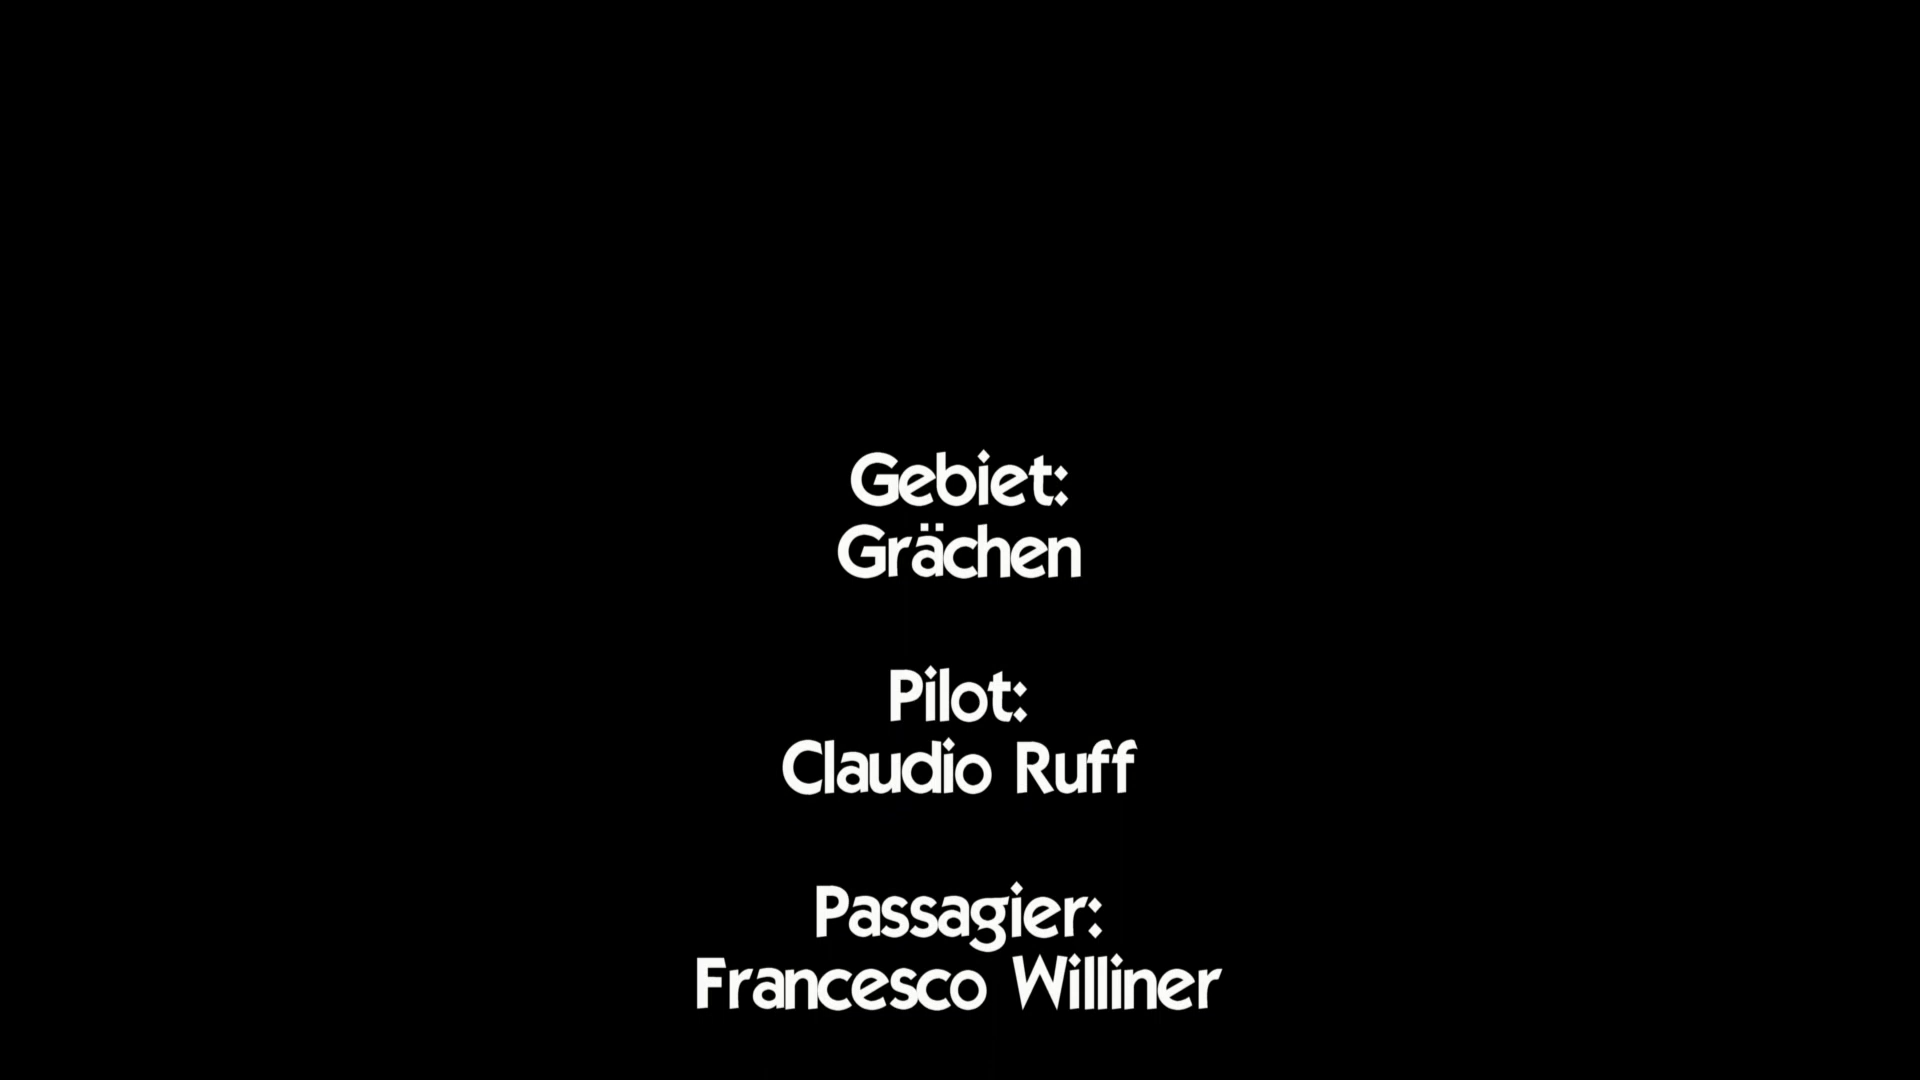 Gebiet:
Grächen
Pilot:
Claudio Ruff
Passagier:
Francesco Williner